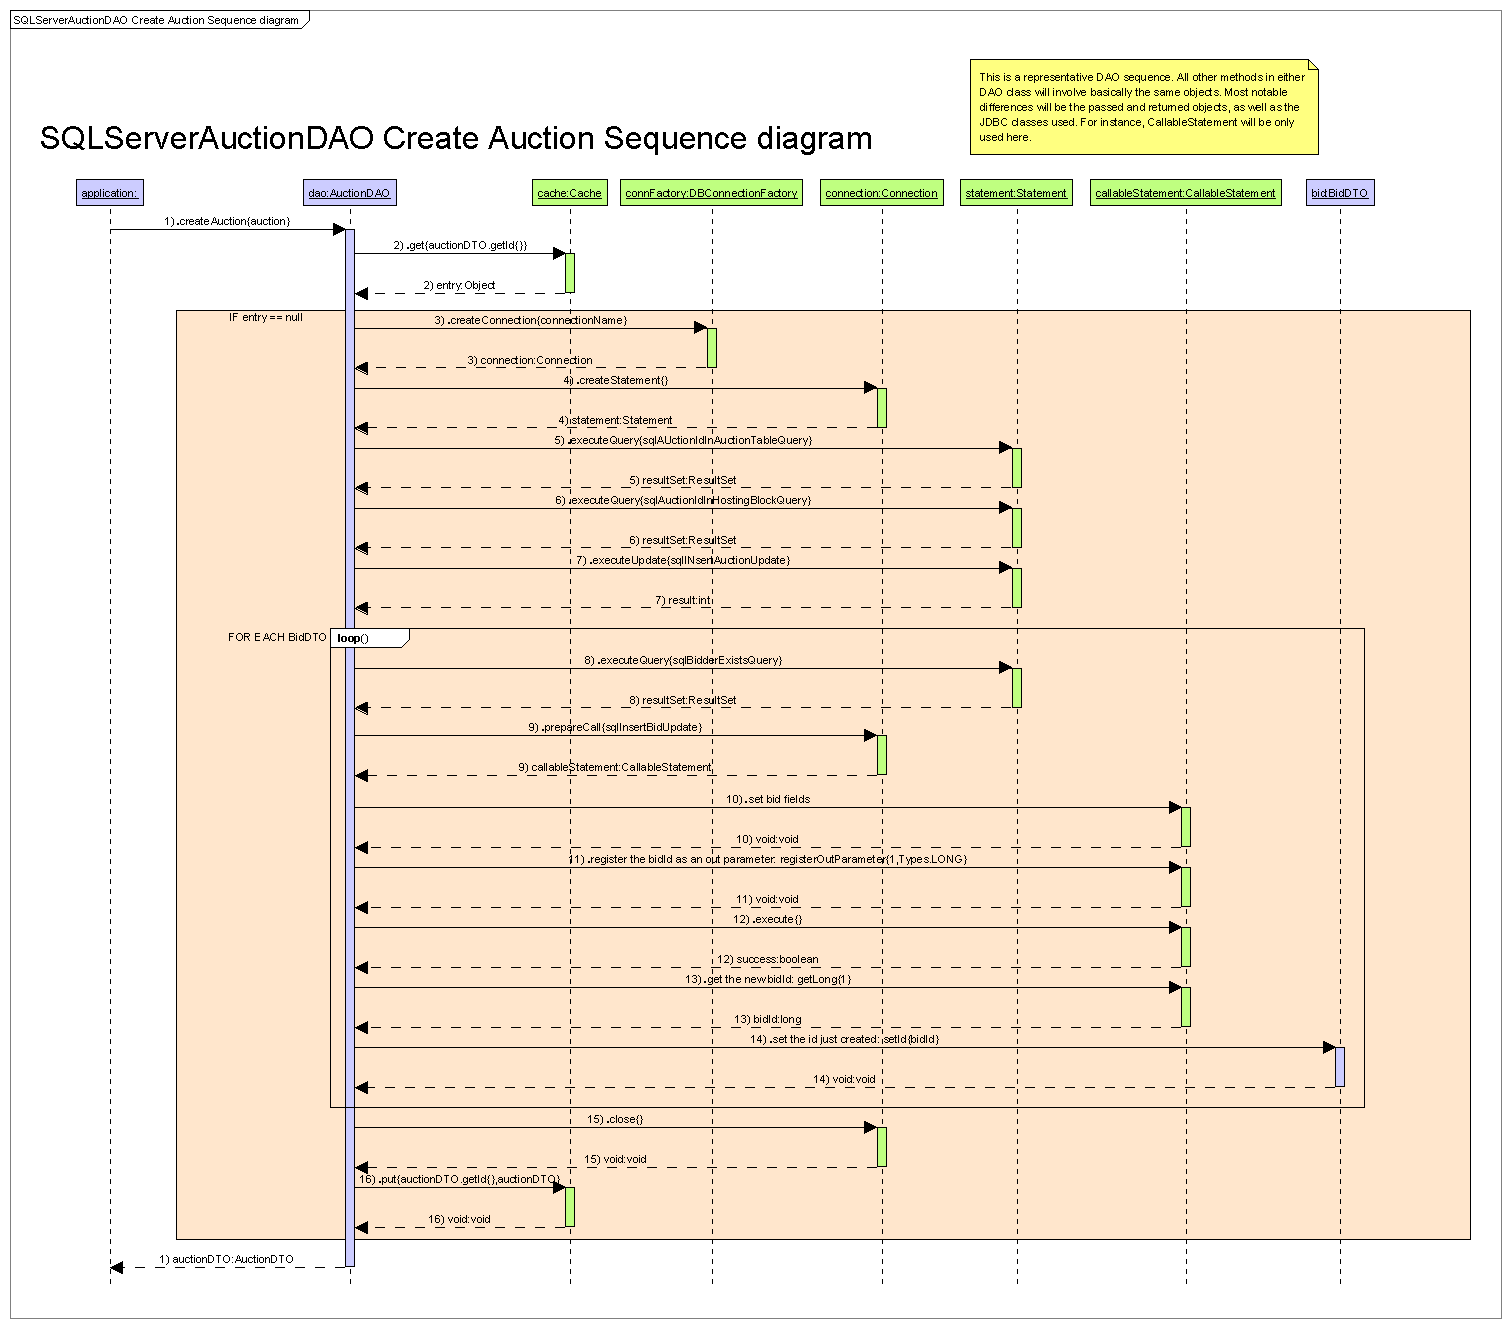 SQLServerAuctionDAO Create Auction Sequence diagram
This is a representative DAO sequence. All other methods in either
DAO class will involve basically the same objects. Most notable
differences will be the passed and returned objects, as well as the
JDBC classes used. For instance, CallableStatement will be only
used here.
SQLServerAuctionDAO Create Auction Sequence diagram
application:
dao:AuctionDAO
cache:Cache
connFactory:DBConnectionFactory
connection:Connection
statement:Statement
callableStatement:CallableStatement
bid:BidDTO
1) .createAuction{auction}
2) .get{auctionDTO.getId{}}
2) entry:Object
IF entry == null
3) .createConnection{connectionName}
3) connection:Connection
4) .createStatement{}
4) statement:Statement
5) .executeQuery{sqlAUctionIdInAuctionTableQuery}
5) resultSet:ResultSet
6) .executeQuery{sqlAuctionIdInHostingBlockQuery}
6) resultSet:ResultSet
7) .executeUpdate{sqlINsertAuctionUpdate}
7) result:int
FOR EACH BidDTO
loop()
8) .executeQuery{sqlBidderExistsQuery}
8) resultSet:ResultSet
9) .prepareCall{sqlInsertBidUpdate}
9) callableStatement:CallableStatement
10) .set bid fields
10) void:void
11) .register the bidId as an out parameter: registerOutParameter{1,Types.LONG}
11) void:void
12) .execute{}
12) success:boolean
13) .get the new bidId: getLong{1}
13) bidId:long
14) .set the id just created: setId{bidId}
14) void:void
15) .close{}
15) void:void
16) .put{auctionDTO.getId{},auctionDTO}
16) void:void
1) auctionDTO:AuctionDTO